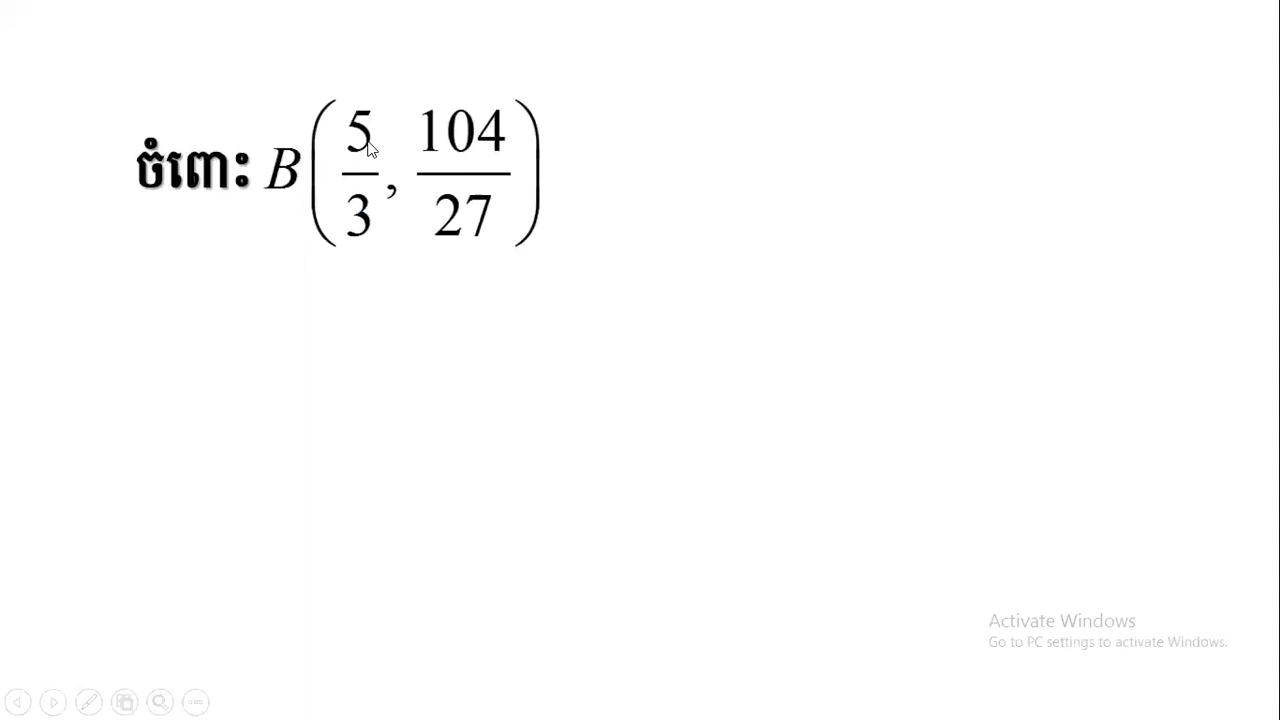 ចំពោះ B(5/3, 104/27)
Activate Windows
Go to PC settings to activate Windows.